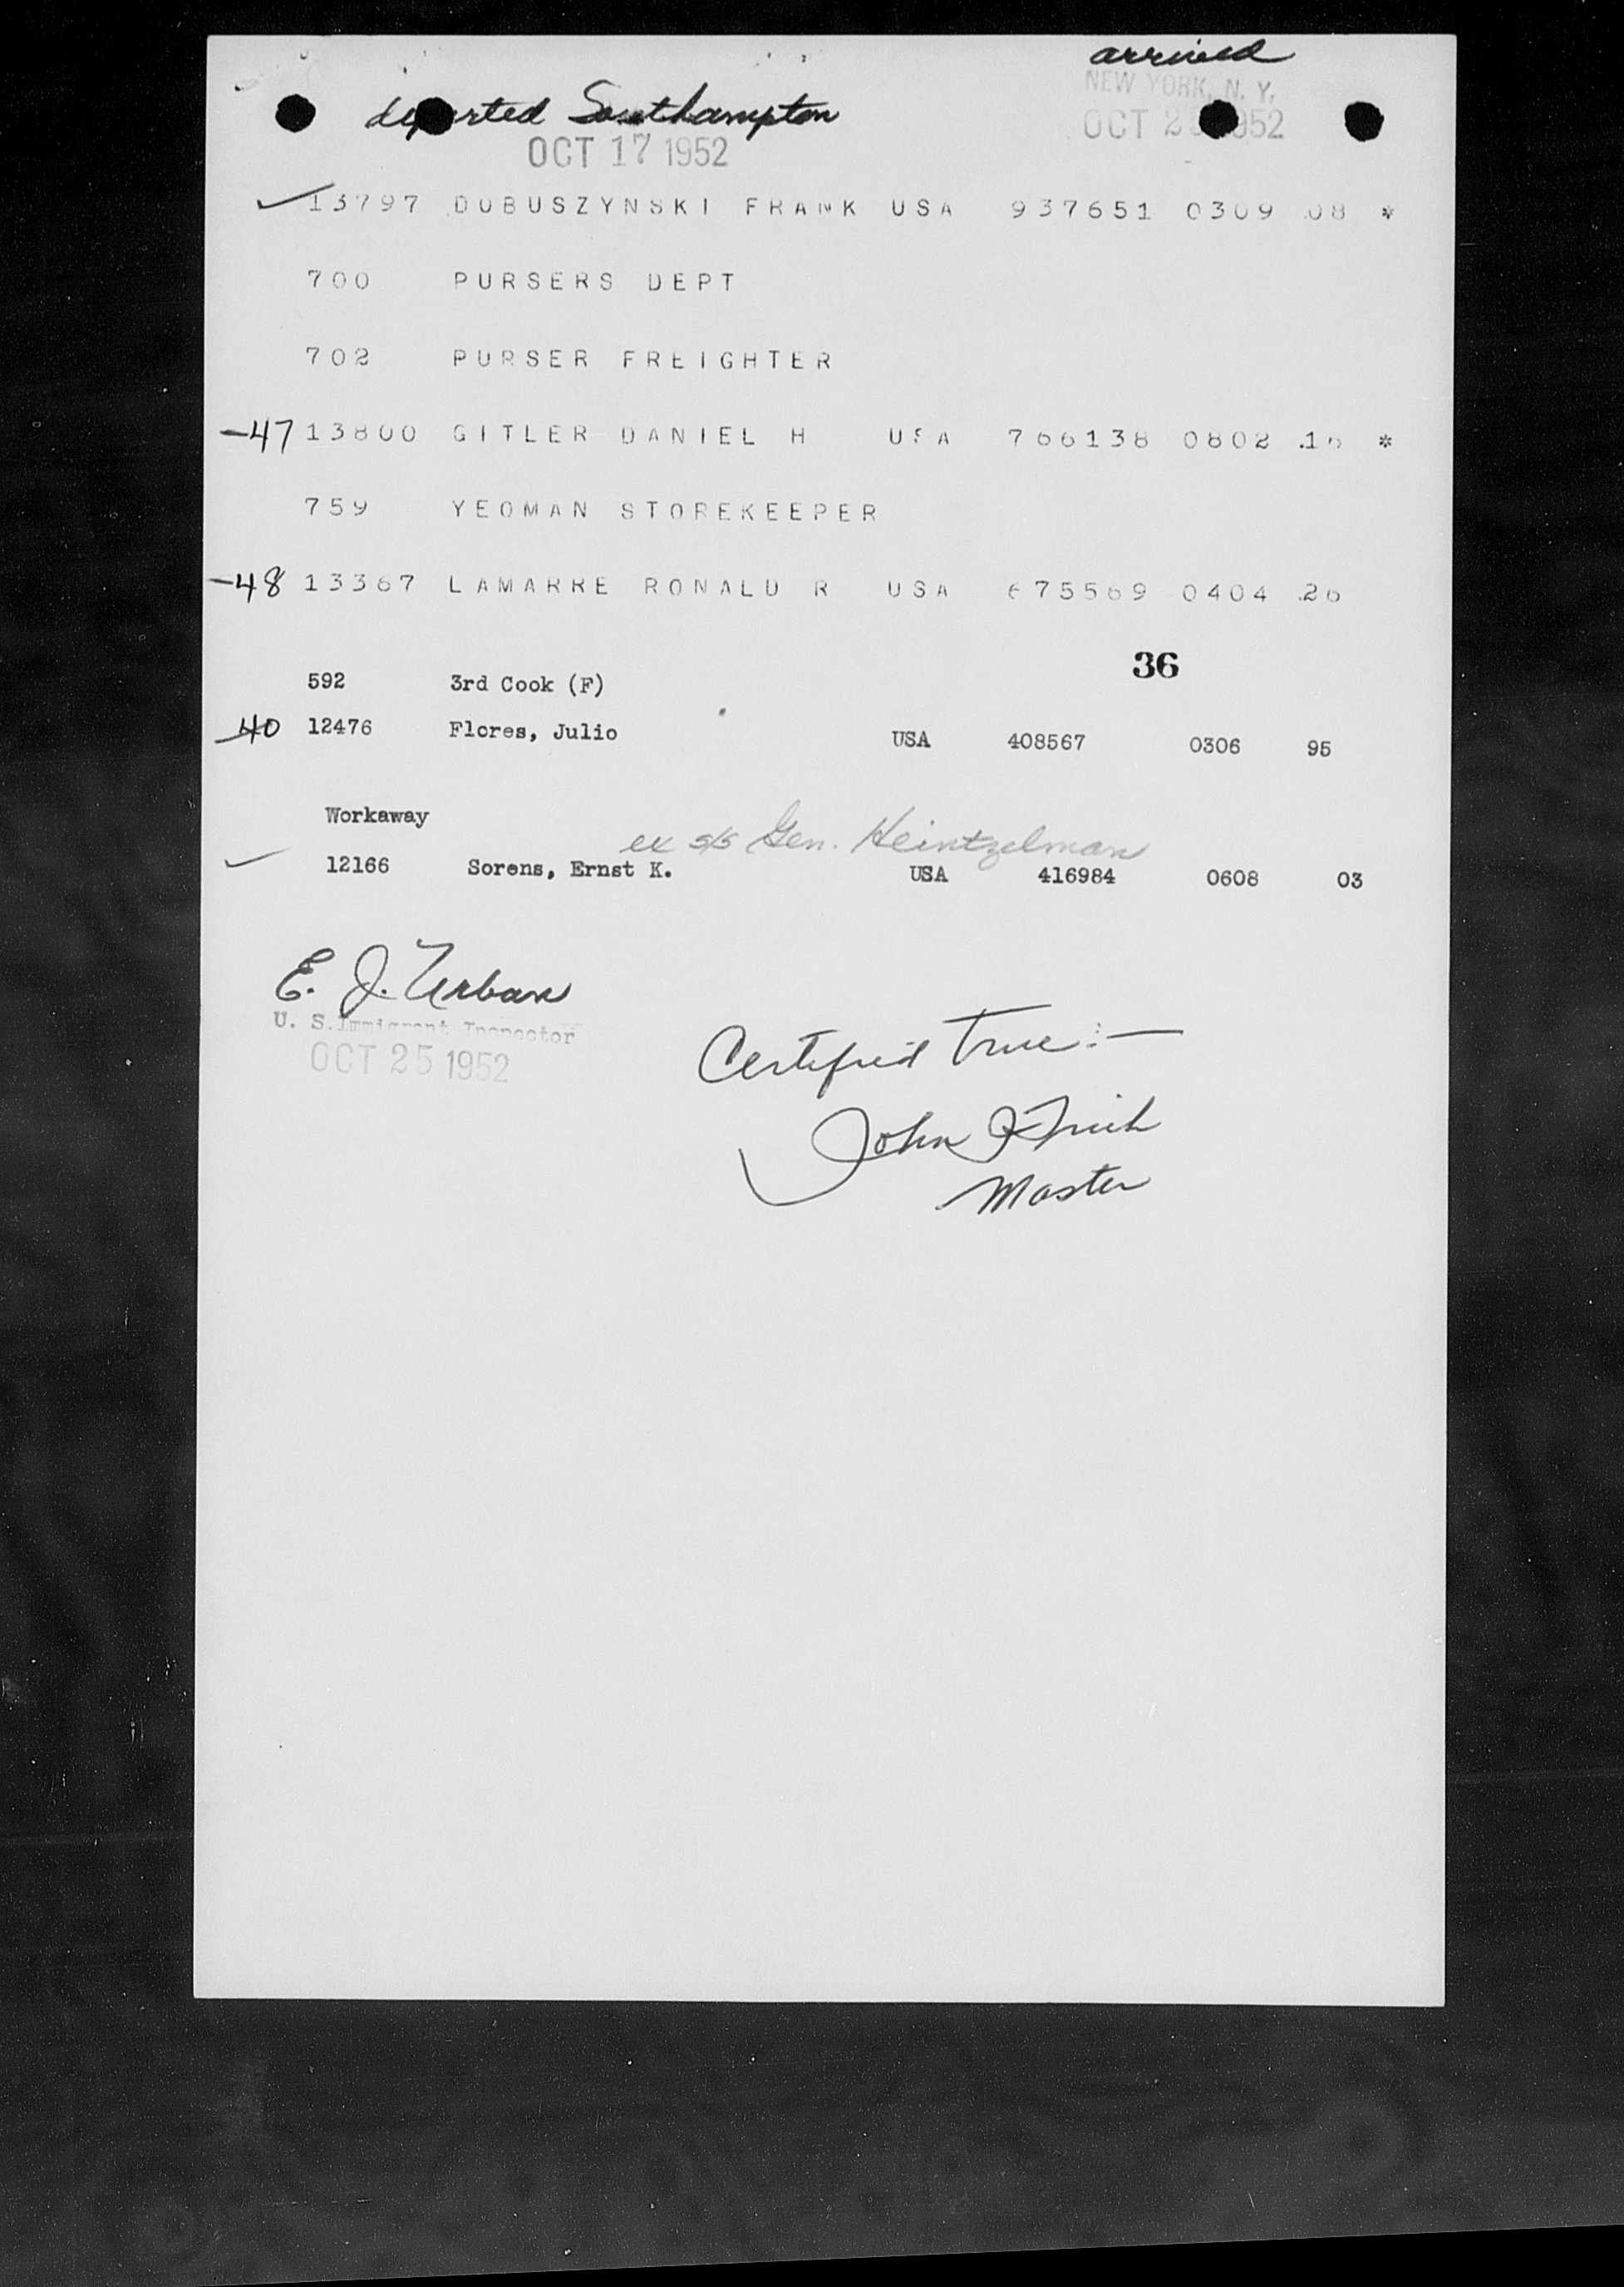 arrived
NEW YORK, N. Y.
departed Southampton
OCT 2 1952
OCT 17 1952
13797 DOBUSZYNSKI FRANK USA 937651 0309 08 *
700 PURSERS DEPT
702 PURSER FREIGHTER
-47 13800 GITLER DANIEL H USA 766138 0802 .16 *
759 YEOMAN STOREKEEPER
-48 13367 LAMARRE RONALD R USA 675569 0404 .26
36
592 3rd Cook (F)
40 12476 Flores, Julio USA 408567 0306 95
Workaway
ex s/s Gen. Heintzelman
12166 Sorens, Ernst K. USA 416984 0608 03
E. J. Urban
U. S. Immigrant Inspector
OCT 25 1952
Certified true:—
John
Master